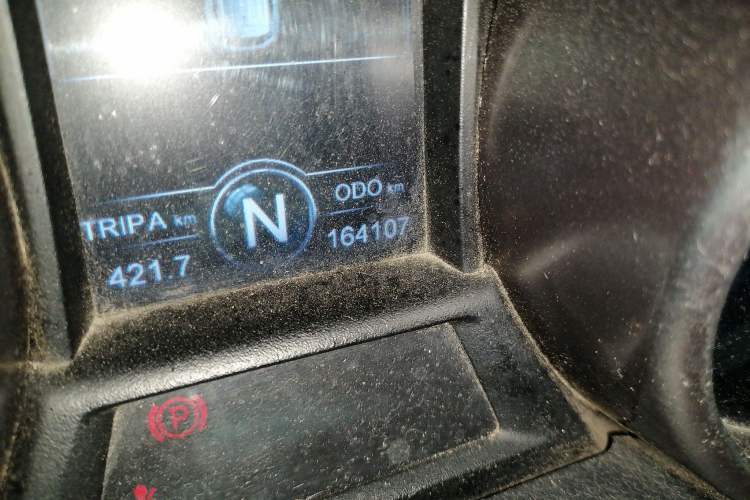 TRIPA km
421.7
N
ODO km
164107
P